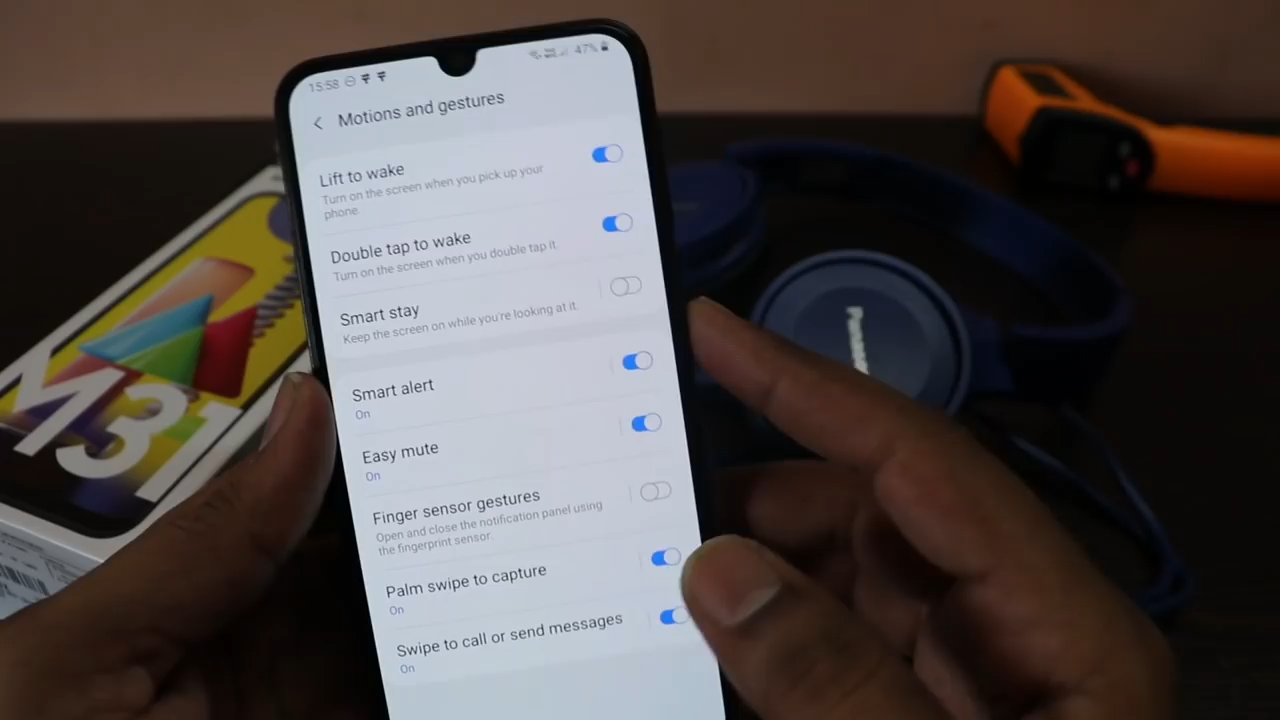 15:58
47%
Motions and gestures
Lift to wake
Turn on the screen when you pick up your
phone.
Double tap to wake
Turn on the screen when you double tap it.
Smart stay
Keep the screen on while you're looking at it.
Smart alert
On
Easy mute
On
Finger sensor gestures
Open and close the notification panel using
the fingerprint sensor.
Palm swipe to capture
On
Swipe to call or send messages
On
M31